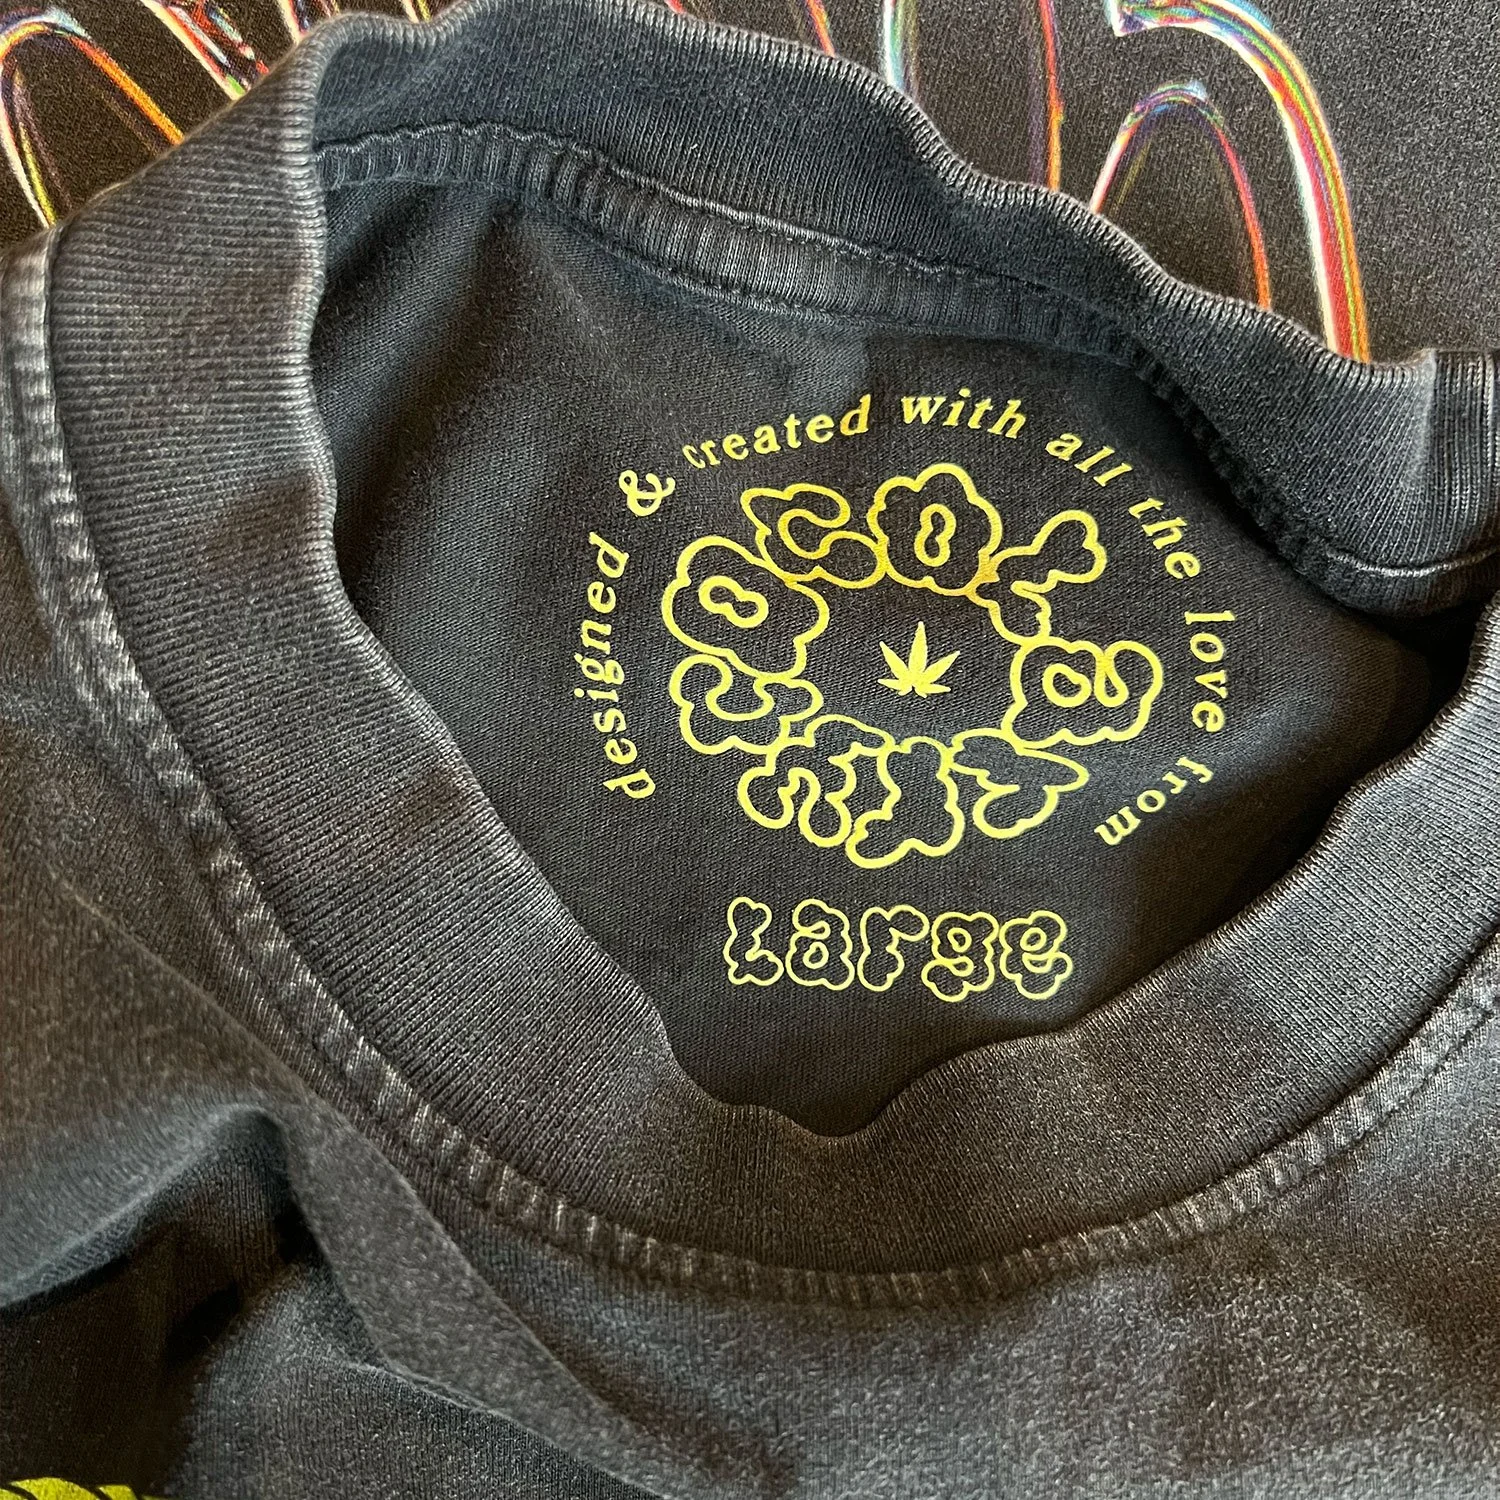 designed & created with all the love from
Large